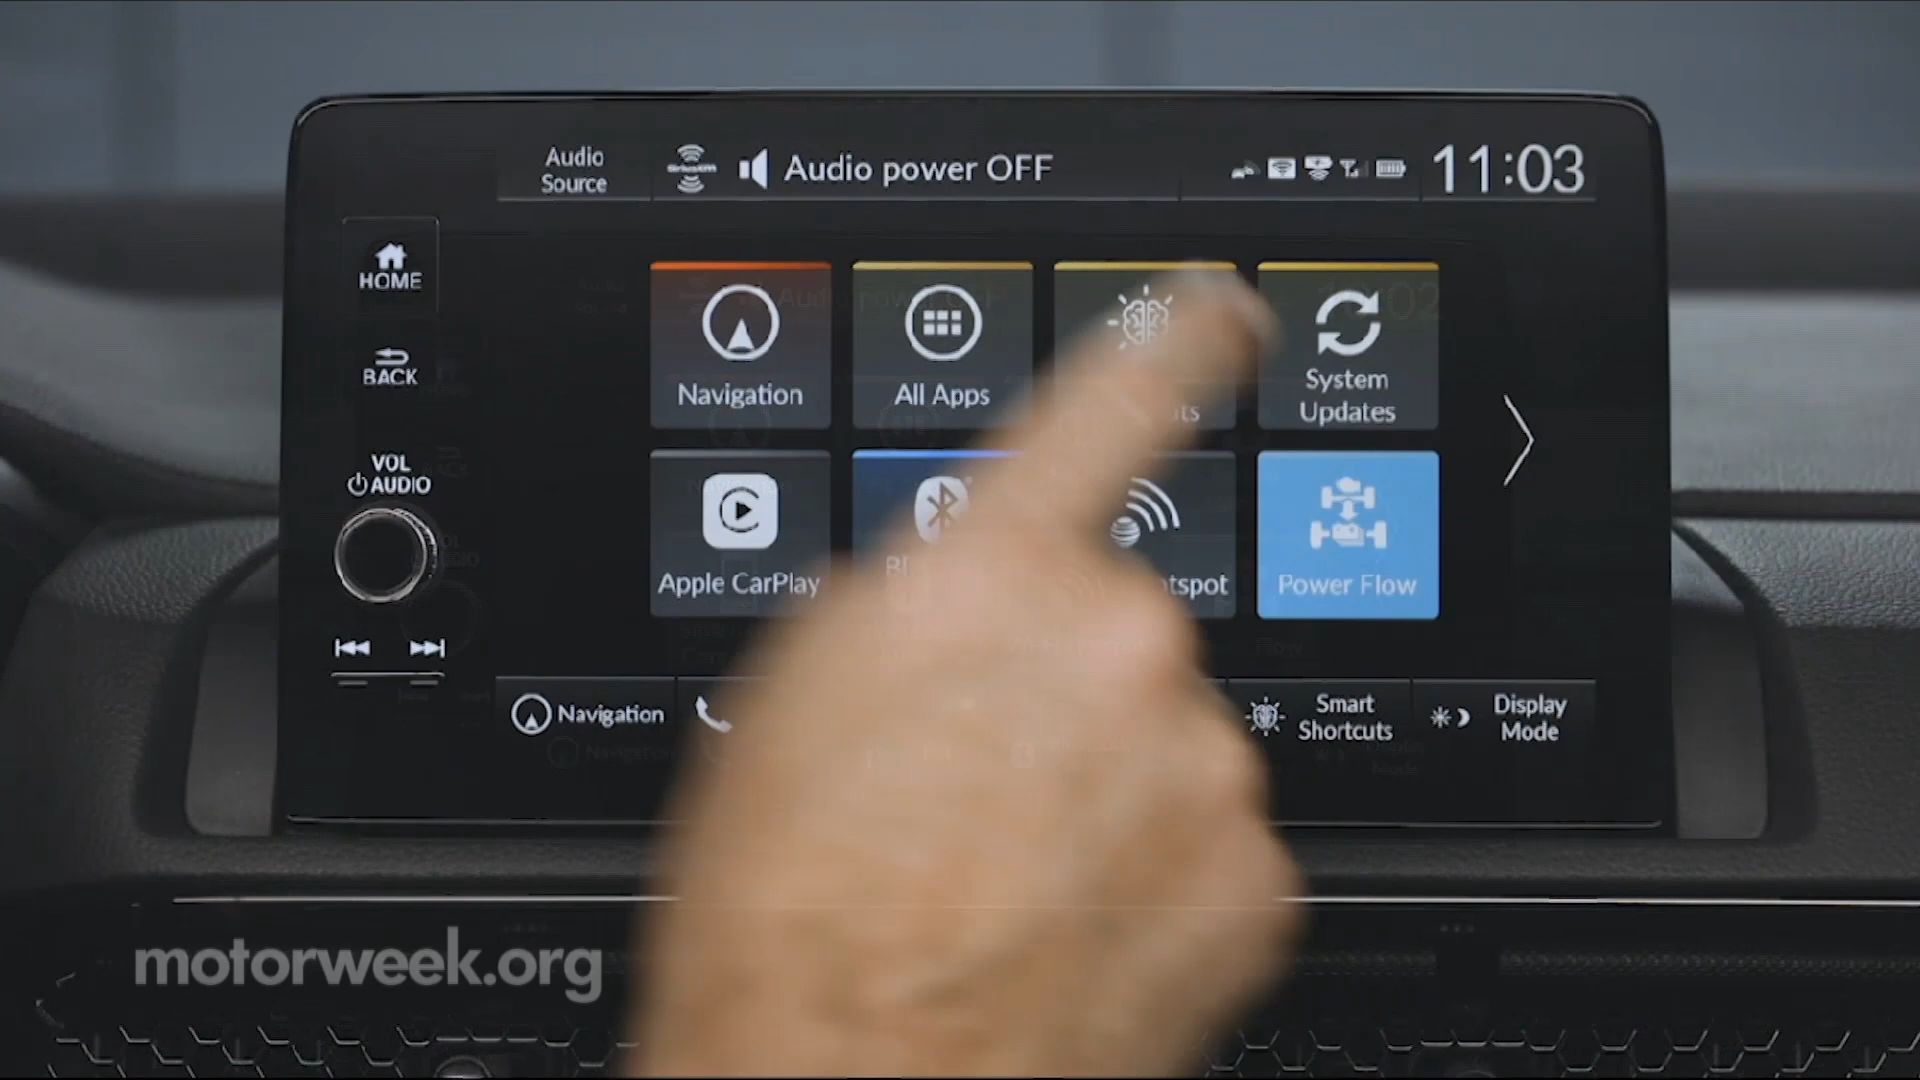 Audio
Source
SiriusXM
Audio power OFF
11:03
HOME
BACK
VOL
AUDIO
Navigation
All Apps
System
Updates
Apple CarPlay
Power Flow
Navigation
Smart
Shortcuts
Display
Mode
motorweek.org